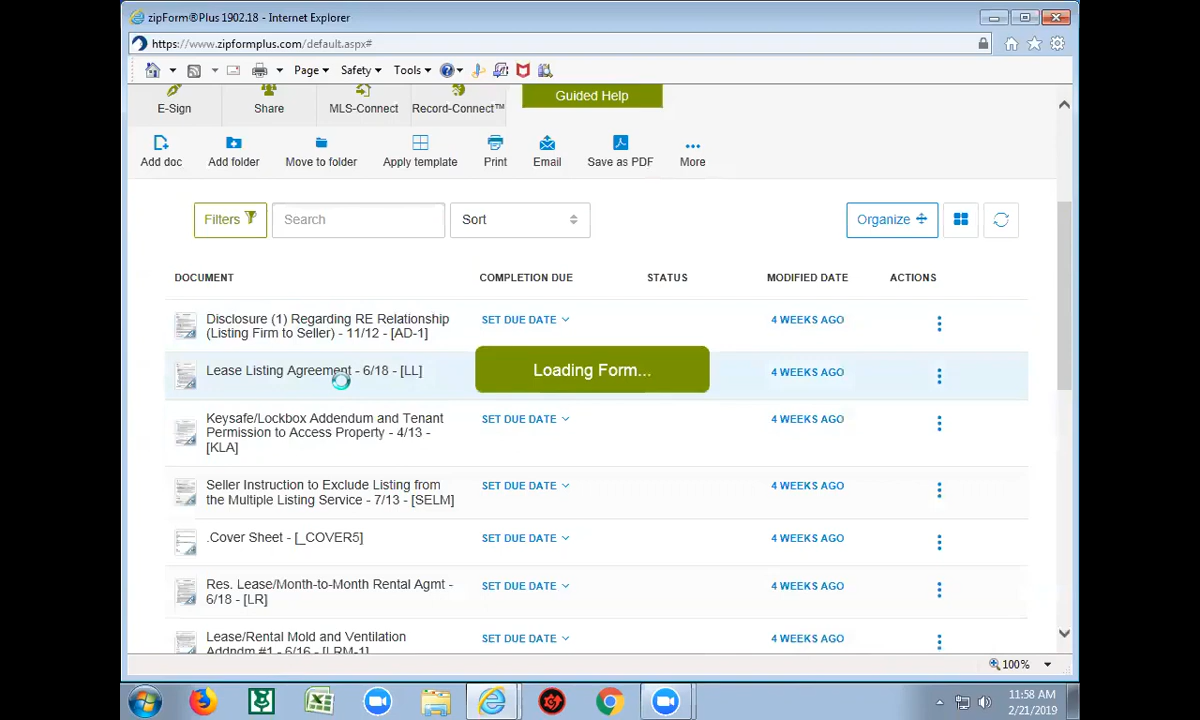 zipForm®Plus 1902.18 - Internet Explorer
https://www.zipformplus.com/default.aspx#
Page Safety Tools
E-Sign Share MLS-Connect Record-Connect™ Guided Help
Add doc Add folder Move to folder Apply template Print Email Save as PDF More
Filters Search Sort Organize
DOCUMENT COMPLETION DUE STATUS MODIFIED DATE ACTIONS
Disclosure (1) Regarding RE Relationship SET DUE DATE 4 WEEKS AGO
(Listing Firm to Seller) - 11/12 - [AD-1]
Lease Listing Agreement - 6/18 - [LL] Loading Form... 4 WEEKS AGO
Keysafe/Lockbox Addendum and Tenant SET DUE DATE 4 WEEKS AGO
Permission to Access Property - 4/13 -
[KLA]
Seller Instruction to Exclude Listing from SET DUE DATE 4 WEEKS AGO
the Multiple Listing Service - 7/13 - [SELM]
.Cover Sheet - [_COVER5] SET DUE DATE 4 WEEKS AGO
Res. Lease/Month-to-Month Rental Agmt - SET DUE DATE 4 WEEKS AGO
6/18 - [LR]
Lease/Rental Mold and Ventilation SET DUE DATE 4 WEEKS AGO
Addndm #1 - 6/16 - [LRM-1]
100%
11:58 AM
2/21/2019